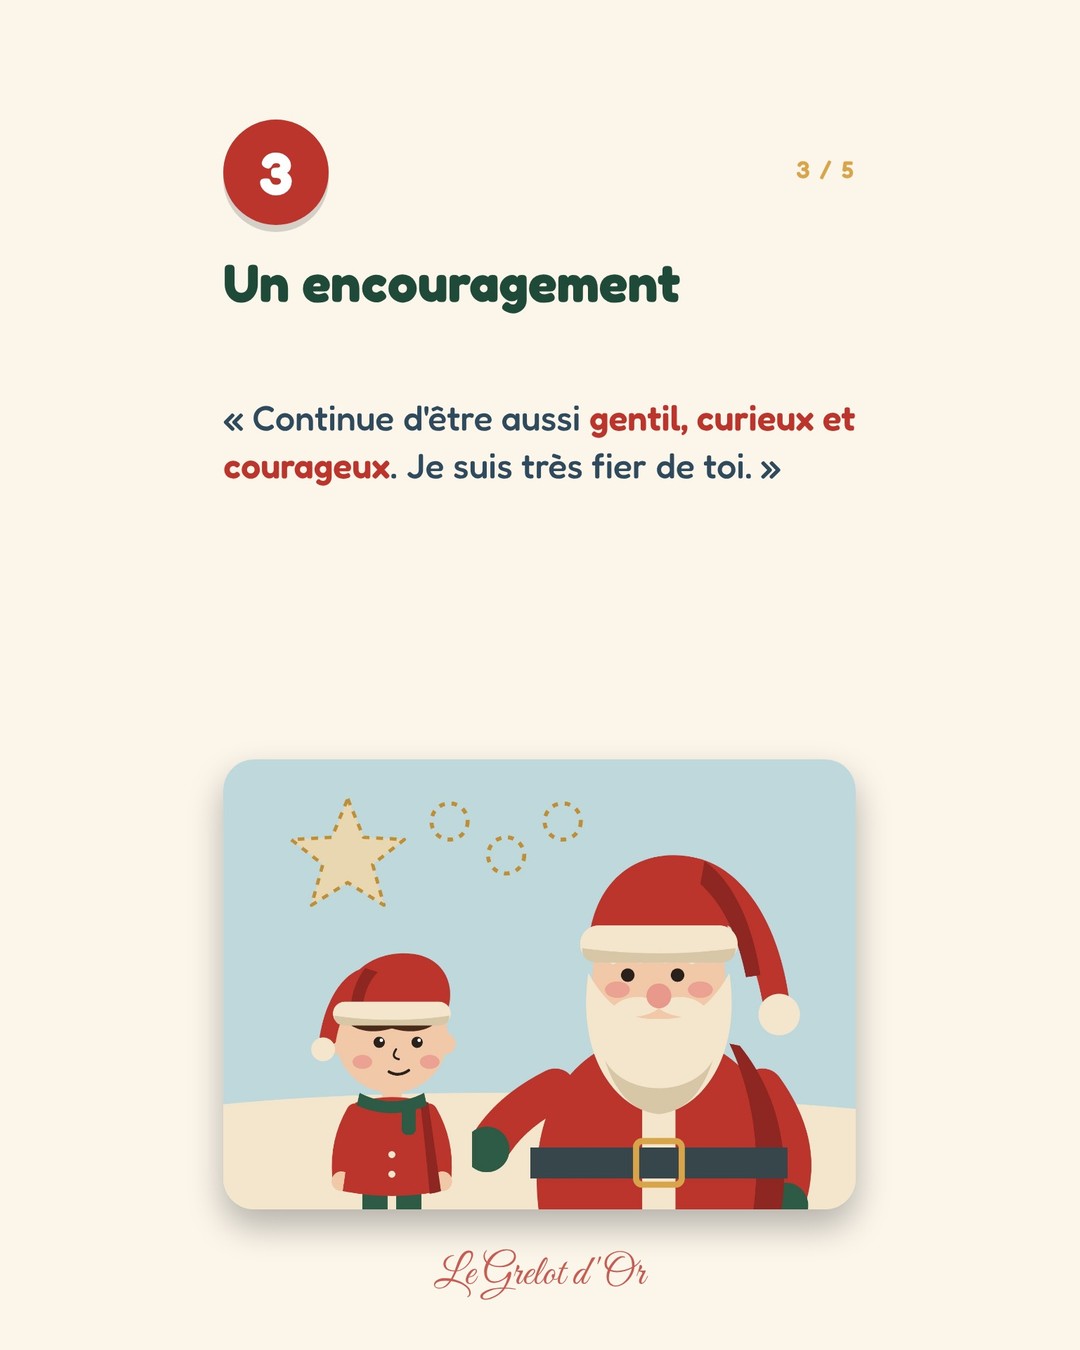 3
3 / 5
Un encouragement
« Continue d'être aussi gentil, curieux et
courageux. Je suis très fier de toi. »
Le Grelot d'Or